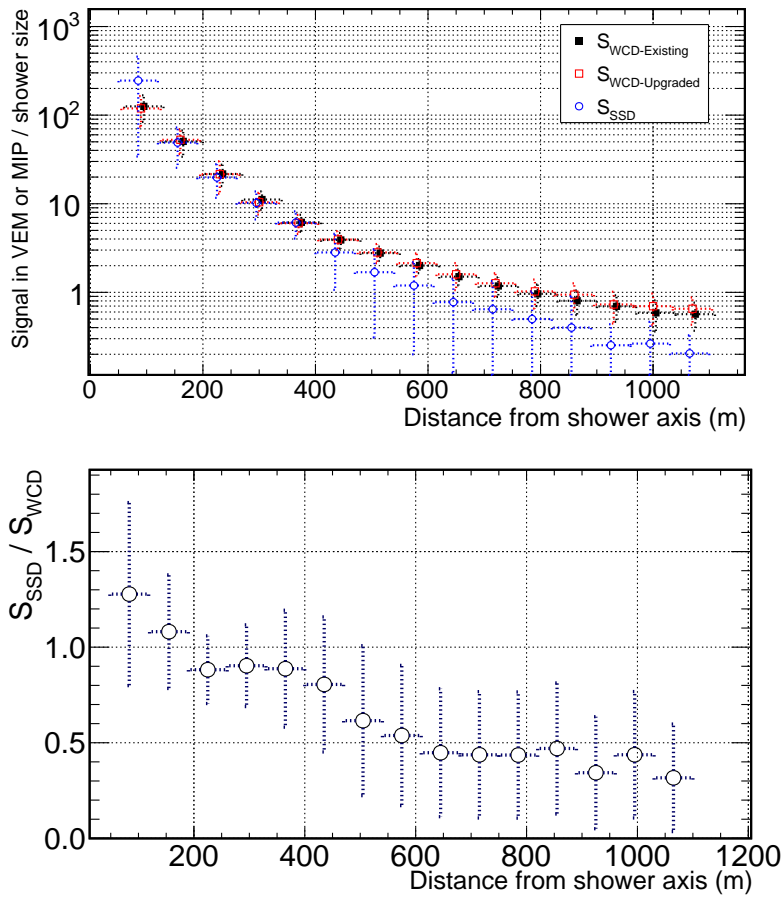 Signal in VEM or MIP / shower size
10³
10²
10
1
S_WCD-Existing
S_WCD-Upgraded
S_SSD
0 200 400 600 800 1000
Distance from shower axis (m)
S_SSD / S_WCD
1.5
1.0
0.5
0.0
200 400 600 800 1000 1200
Distance from shower axis (m)